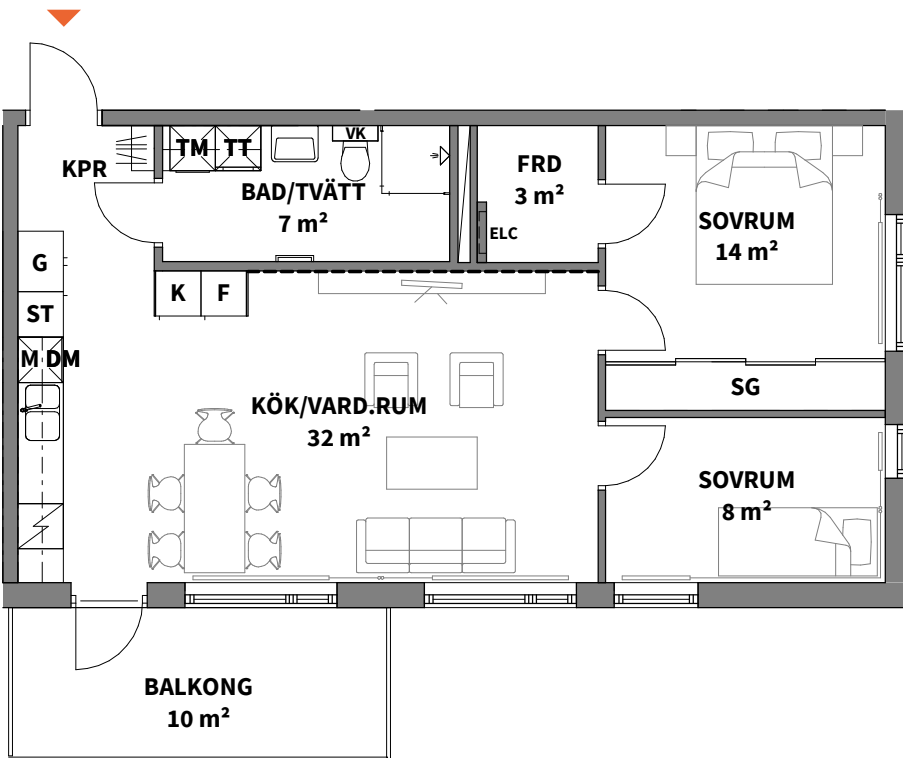 KPR
TM
TT
VK
BAD/TVÄTT
7 m²
FRD
3 m²
ELC
SOVRUM
14 m²
G
ST
K
F
M DM
SG
KÖK/VARD.RUM
32 m²
SOVRUM
8 m²
BALKONG
10 m²